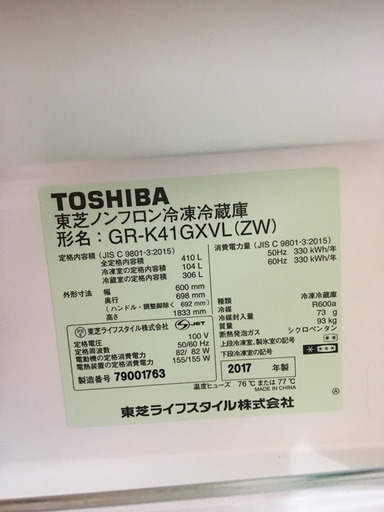 TOSHIBA
東芝ノンフロン冷凍冷蔵庫
形名：GR-K41GXVL(ZW)
定格内容積 (JIS C 9801-3:2015)
全定格内容積 410 L
冷凍室の定格内容積 104 L
冷蔵室の定格内容積 306 L
外形寸法 幅 600 mm
奥行 698 mm
(ハンドル・調整脚除く 692 mm)
高さ 1833 mm
消費電力量 (JIS C 9801-3:2015)
50Hz 330 kWh/年
60Hz 330 kWh/年
種類 冷凍冷蔵庫
冷媒 R600a
冷媒封入量 73 g
質量 93 kg
断熱発泡ガス シクロペンタン
上段冷凍室、製氷室の記号
下段冷凍室の記号
東芝ライフスタイル株式会社 JET
定格電圧 100 V
定格周波数 50/60 Hz
電動機の定格消費電力 82/ 82 W
電熱装置の定格消費電力 155/155 W
製造番号 79001763
2017 年製
温度ヒューズ 76 ℃または 77 ℃
MADE IN CHINA
東芝ライフスタイル株式会社